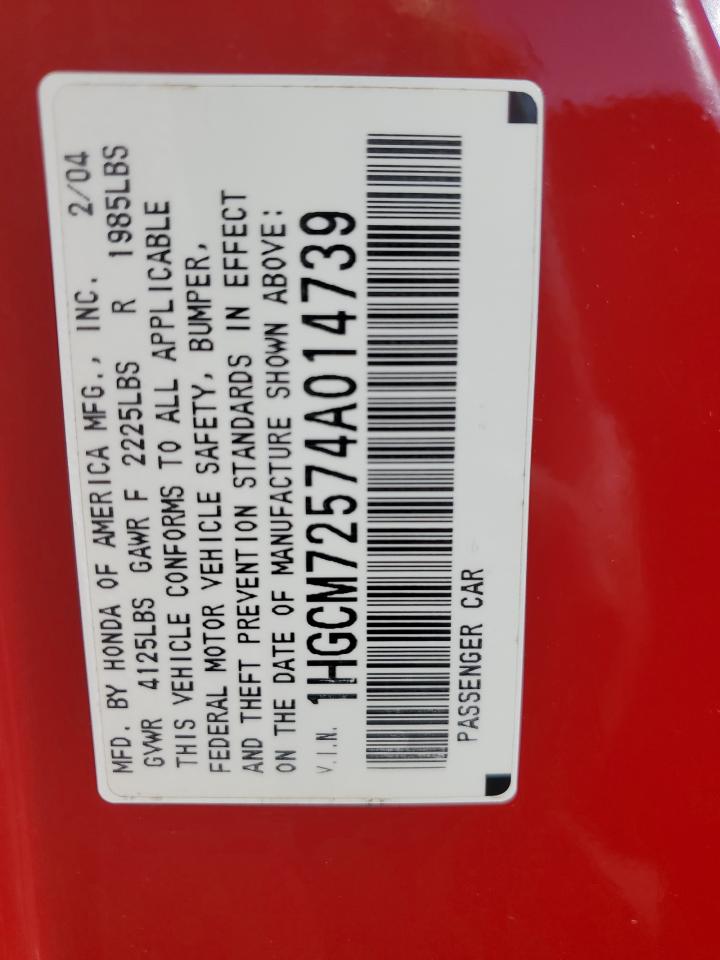 MFD. BY HONDA OF AMERICA MFG., INC. 2/04
GVWR 4125LBS GAWR F 2225LBS R 1985LBS
THIS VEHICLE CONFORMS TO ALL APPLICABLE
FEDERAL MOTOR VEHICLE SAFETY, BUMPER,
AND THEFT PREVENTION STANDARDS IN EFFECT
ON THE DATE OF MANUFACTURE SHOWN ABOVE:
V.I.N. 1HGCM72574A014739
PASSENGER CAR